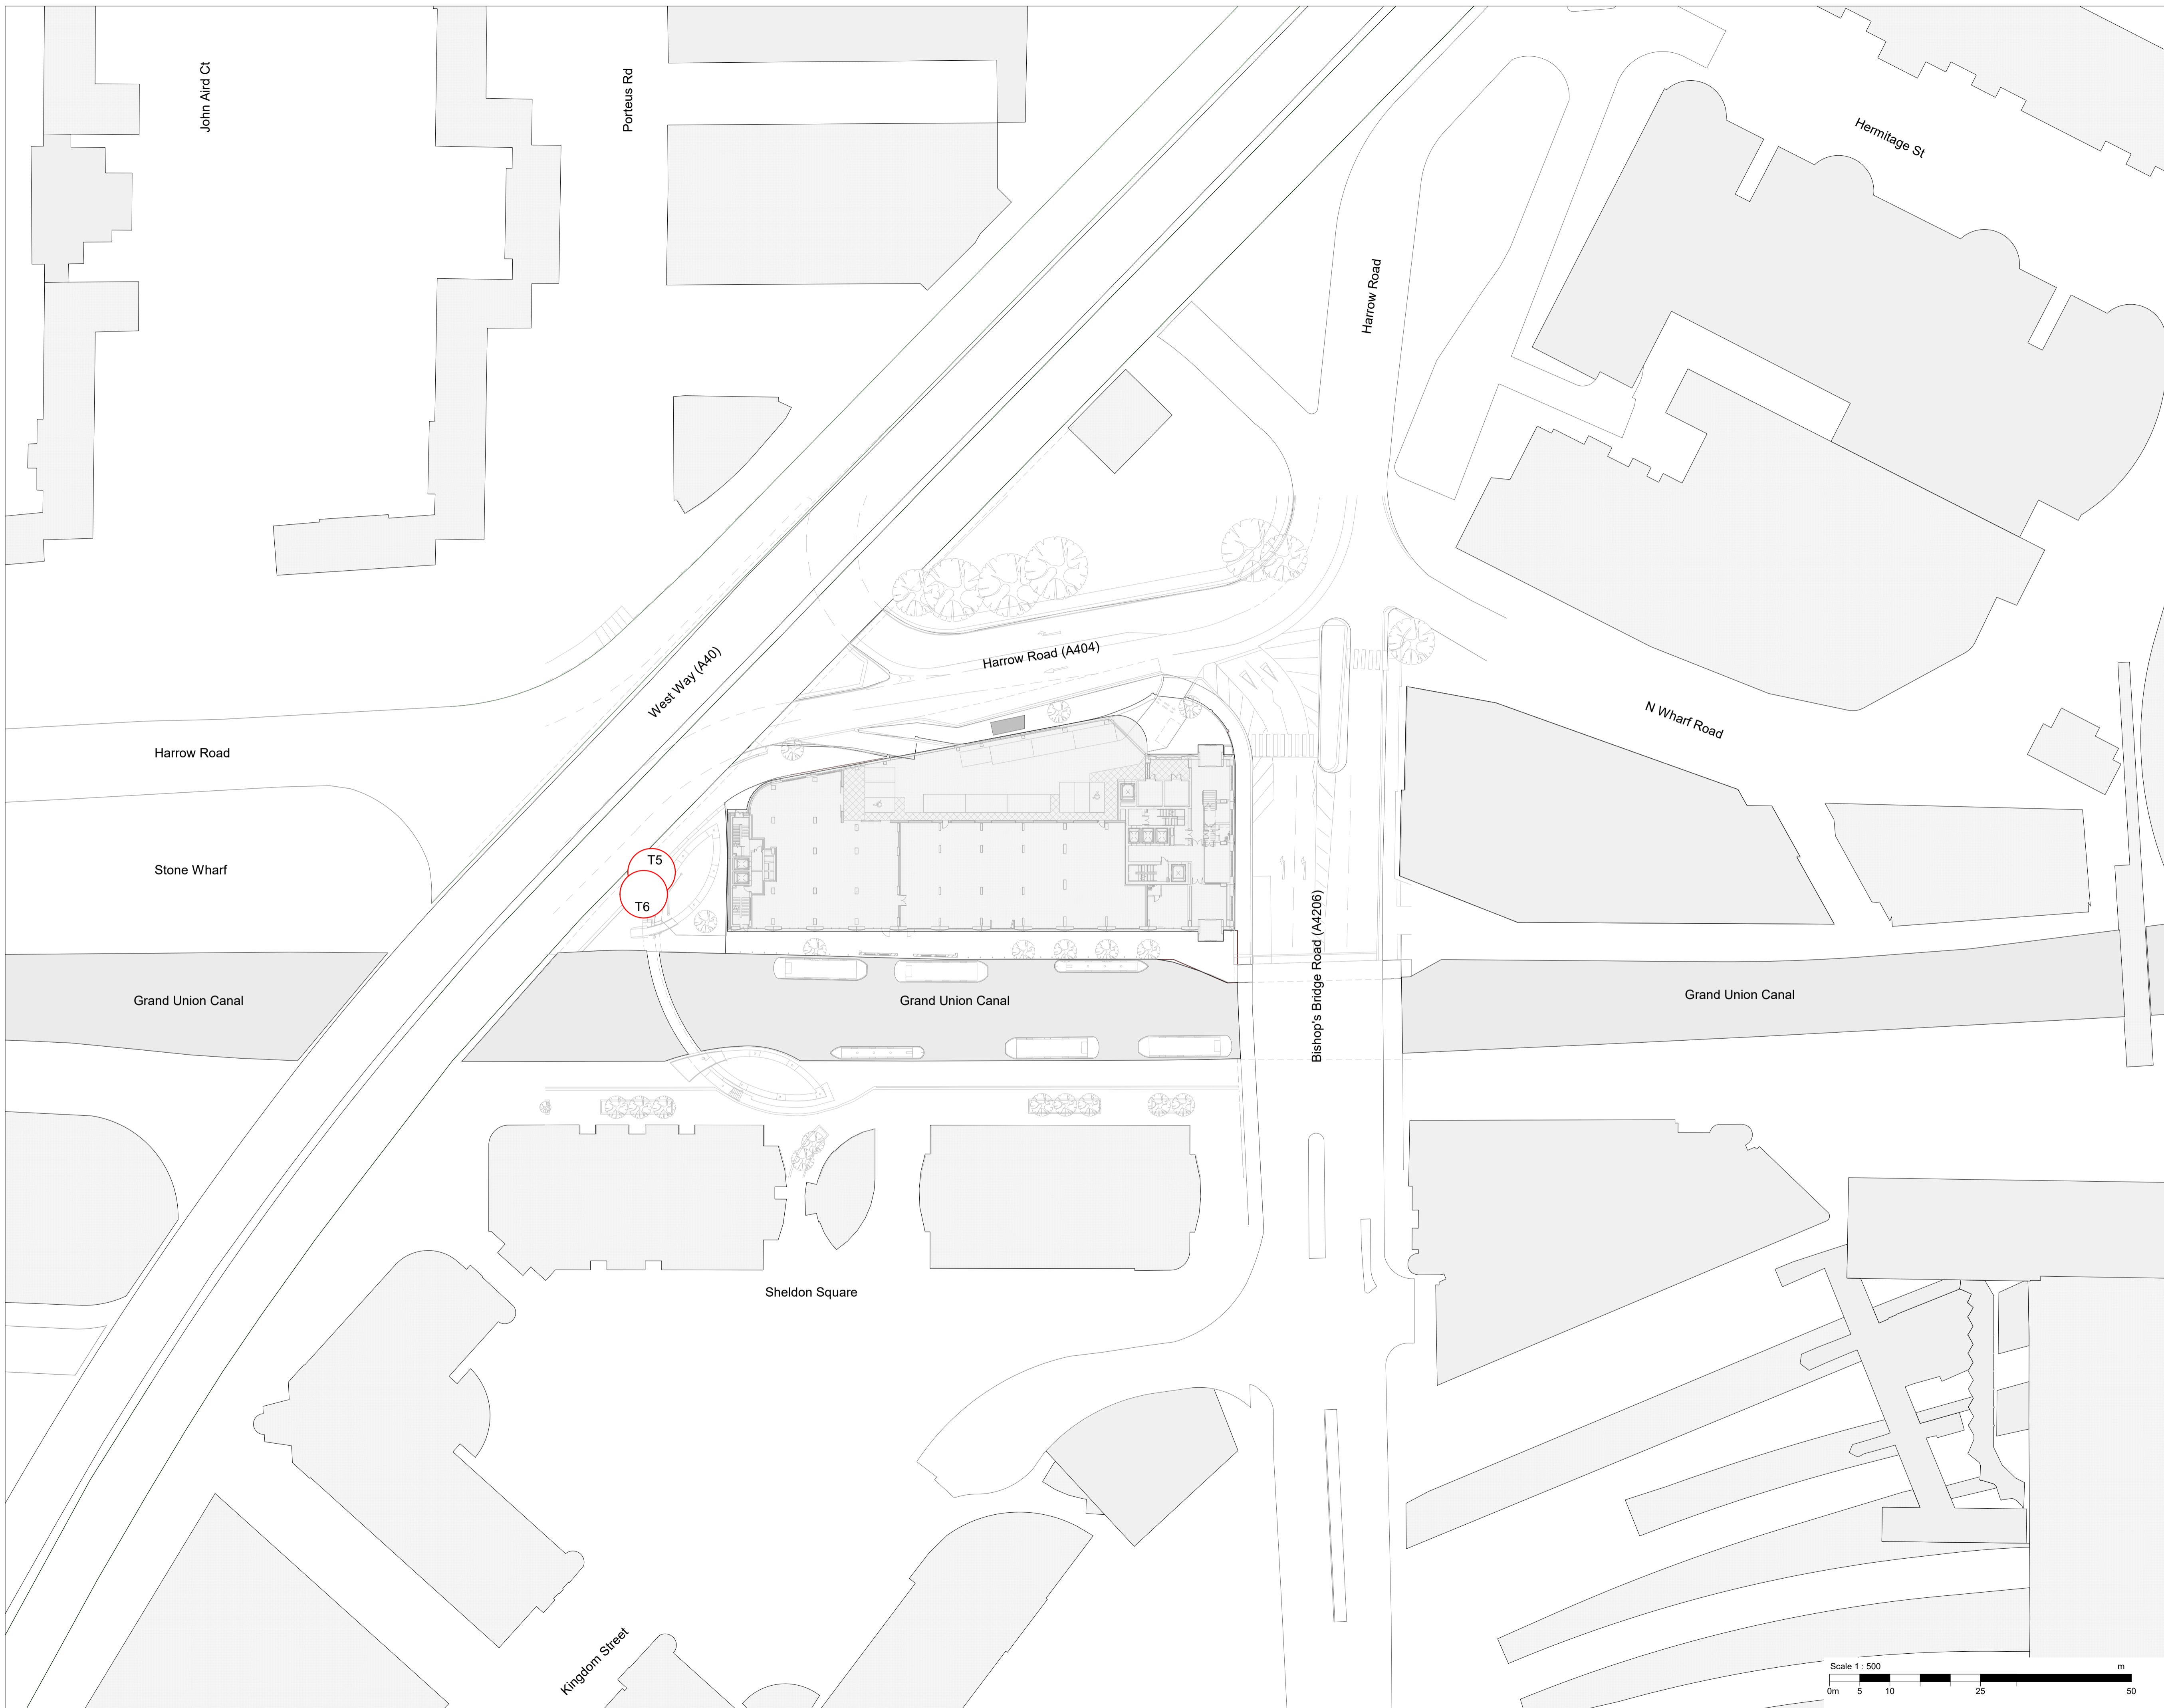 John Aird Ct
Porteus Rd
Hermitage St
Harrow Road
Harrow Road (A404)
West Way (A40)
N Wharf Road
Harrow Road
T5
Stone Wharf
T6
Bishop's Bridge Road (A4206)
Grand Union Canal
Grand Union Canal
Grand Union Canal
Sheldon Square
Kingdom Street
Scale 1 : 500 m
0m 5 10 25 50